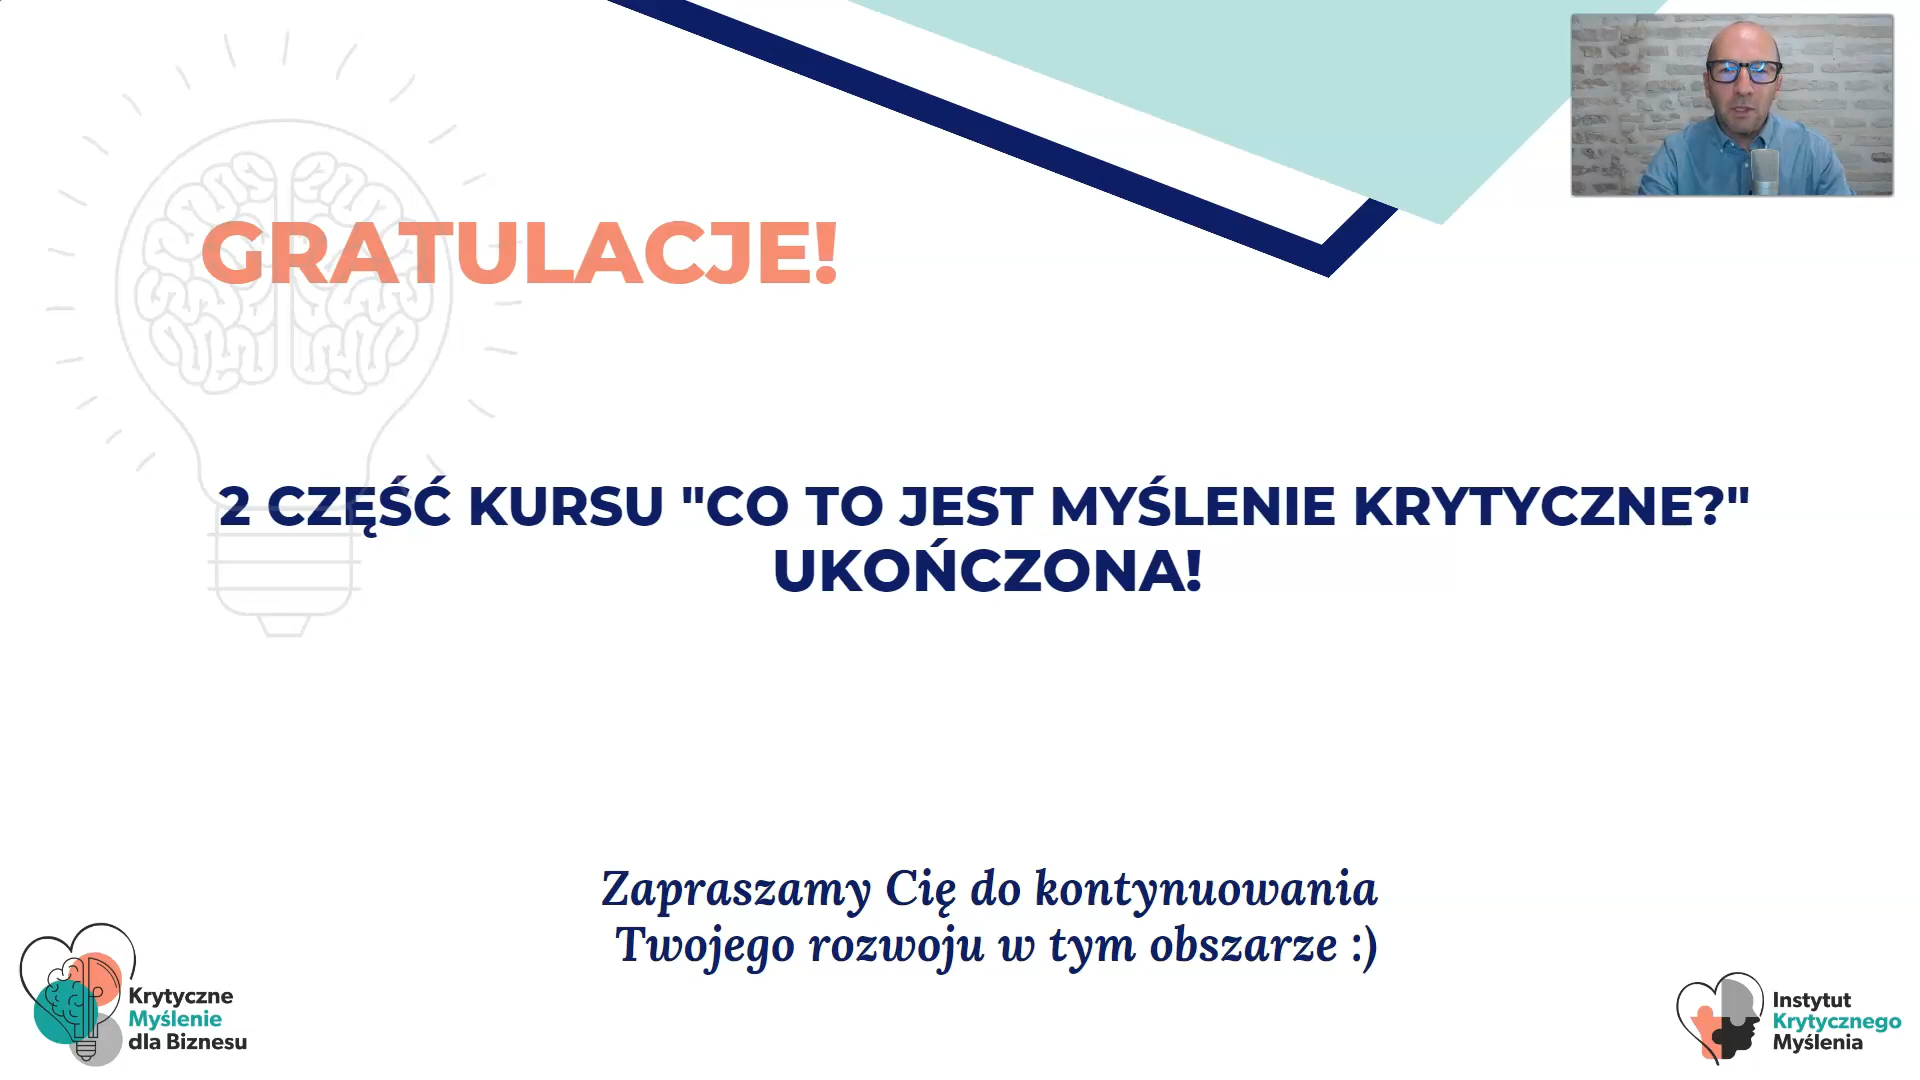 GRATULACJE!
2 CZĘŚĆ KURSU "CO TO JEST MYŚLENIE KRYTYCZNE?"
UKOŃCZONA!
Zapraszamy Cię do kontynuowania
Twojego rozwoju w tym obszarze :)
Krytyczne
Myślenie
dla Biznesu
Instytut
Krytycznego
Myślenia